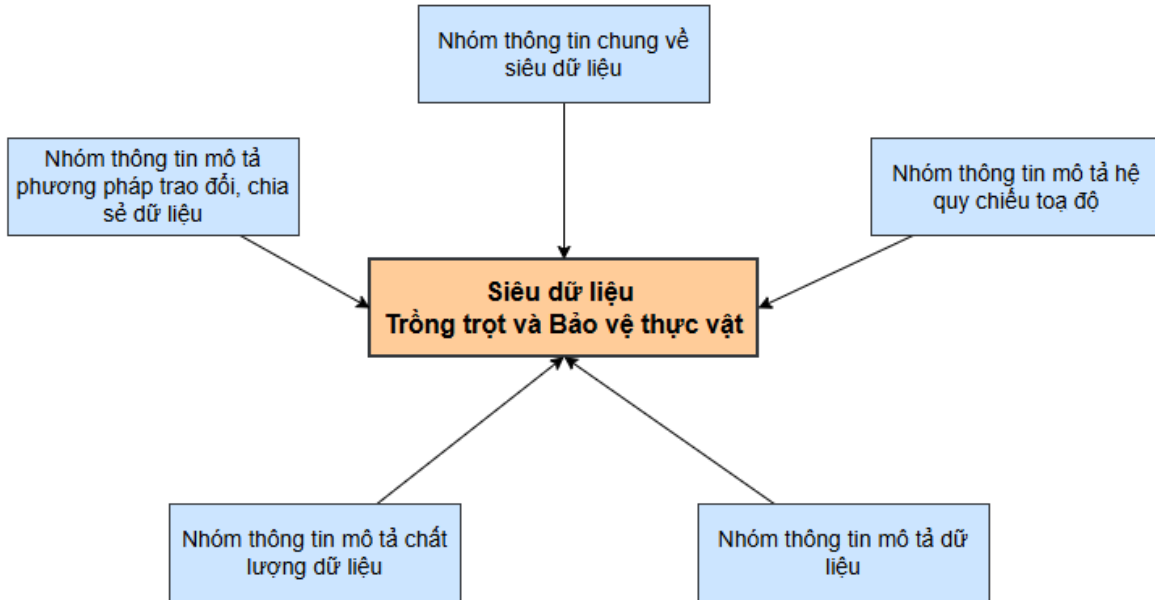 Nhóm thông tin chung về
siêu dữ liệu
Nhóm thông tin mô tả
phương pháp trao đổi, chia
sẻ dữ liệu
Nhóm thông tin mô tả hệ
quy chiếu toạ độ
Siêu dữ liệu
Trồng trọt và Bảo vệ thực vật
Nhóm thông tin mô tả chất
lượng dữ liệu
Nhóm thông tin mô tả dữ
liệu